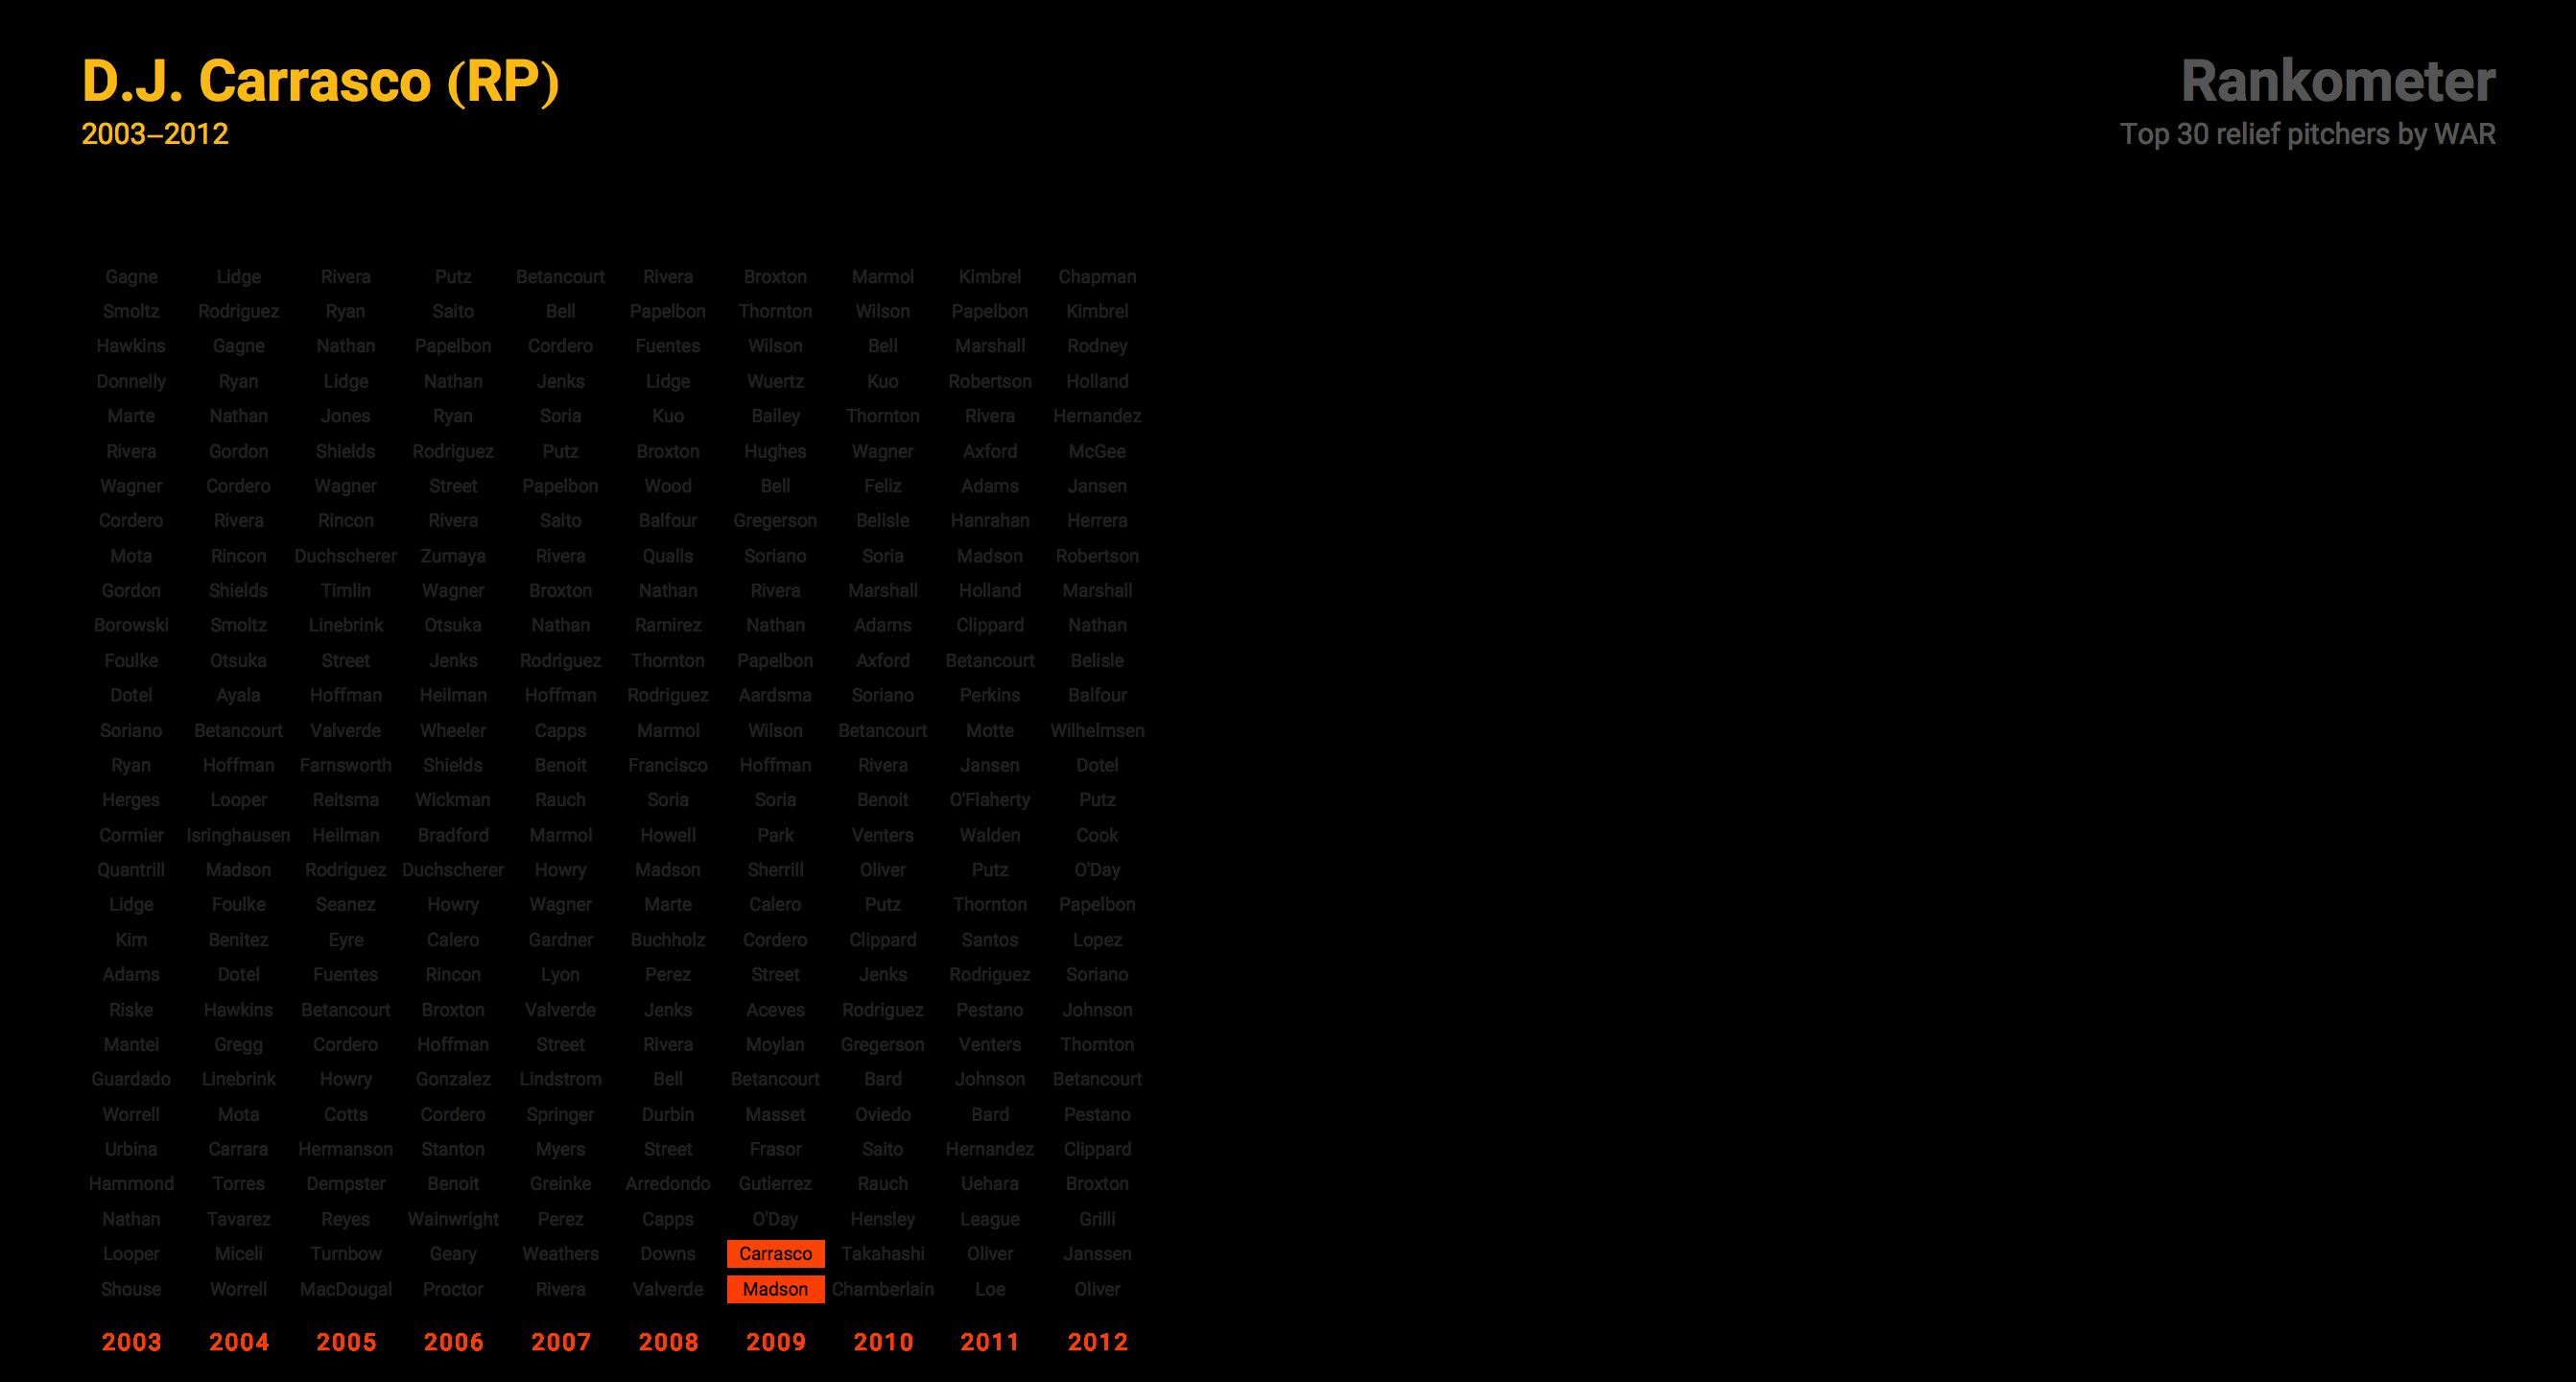 D.J. Carrasco (RP)
2003–2012
Rankometer
Top 30 relief pitchers by WAR
Gagne Lidge Rivera Putz Betancourt Rivera Broxton Marmol Kimbrel Chapman
Smoltz Rodriguez Ryan Saito Bell Papelbon Thornton Wilson Papelbon Kimbrel
Hawkins Gagne Nathan Papelbon Cordero Fuentes Wilson Bell Marshall Rodney
Donnelly Ryan Lidge Nathan Jenks Lidge Wuertz Kuo Robertson Holland
Marte Nathan Jones Ryan Soria Kuo Bailey Thornton Rivera Hernandez
Rivera Gordon Shields Rodriguez Putz Broxton Hughes Wagner Axford McGee
Wagner Cordero Wagner Street Papelbon Wood Bell Feliz Adams Jansen
Cordero Rivera Rincon Rivera Saito Balfour Gregerson Belisle Hanrahan Herrera
Mota Rincon Duchscherer Zumaya Rivera Qualls Soriano Soria Madson Robertson
Gordon Shields Timlin Wagner Broxton Nathan Rivera Marshall Holland Marshall
Borowski Smoltz Linebrink Otsuka Nathan Ramirez Nathan Adams Clippard Nathan
Foulke Otsuka Street Jenks Rodriguez Thornton Papelbon Axford Betancourt Belisle
Dotel Ayala Hoffman Heilman Hoffman Rodriguez Aardsma Soriano Perkins Balfour
Soriano Betancourt Valverde Wheeler Capps Marmol Wilson Betancourt Motte Wilhelmsen
Ryan Hoffman Farnsworth Shields Benoit Francisco Hoffman Rivera Jansen Dotel
Herges Looper Reitsma Wickman Rauch Soria Soria Benoit O'Flaherty Putz
Cormier Isringhausen Heilman Bradford Marmol Howell Park Venters Walden Cook
Quantrill Madson Rodriguez Duchscherer Howry Madson Sherrill Oliver Putz O'Day
Lidge Foulke Seanez Howry Wagner Marte Calero Putz Thornton Papelbon
Kim Benitez Eyre Calero Gardner Buchholz Cordero Clippard Santos Lopez
Adams Dotel Fuentes Rincon Lyon Perez Street Jenks Rodriguez Soriano
Riske Hawkins Betancourt Broxton Valverde Jenks Aceves Rodriguez Pestano Johnson
Mantei Gregg Cordero Hoffman Street Rivera Moylan Gregerson Venters Thornton
Guardado Linebrink Howry Gonzalez Lindstrom Bell Betancourt Bard Johnson Betancourt
Worrell Mota Cotts Cordero Springer Durbin Masset Oviedo Bard Pestano
Urbina Carrara Hermanson Stanton Myers Street Frasor Saito Hernandez Clippard
Hammond Torres Dempster Benoit Greinke Arredondo Gutierrez Rauch Uehara Broxton
Nathan Tavarez Reyes Wainwright Perez Capps O'Day Hensley League Grilli
Looper Miceli Turnbow Geary Weathers Downs Carrasco Takahashi Oliver Janssen
Shouse Worrell MacDougal Proctor Rivera Valverde Madson Chamberlain Loe Oliver
2003 2004 2005 2006 2007 2008 2009 2010 2011 2012